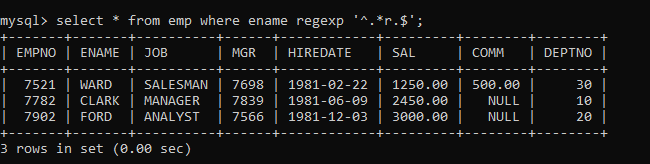 mysql> select * from emp where ename regexp '^.*r.$';
+-------+-------+----------+------+------------+---------+--------+--------+
| EMPNO | ENAME | JOB      | MGR  | HIREDATE   | SAL     | COMM   | DEPTNO |
+-------+-------+----------+------+------------+---------+--------+--------+
|  7521 | WARD  | SALESMAN | 7698 | 1981-02-22 | 1250.00 | 500.00 |     30 |
|  7782 | CLARK | MANAGER  | 7839 | 1981-06-09 | 2450.00 |   NULL |     10 |
|  7902 | FORD  | ANALYST  | 7566 | 1981-12-03 | 3000.00 |   NULL |     20 |
+-------+-------+----------+------+------------+---------+--------+--------+
3 rows in set (0.00 sec)